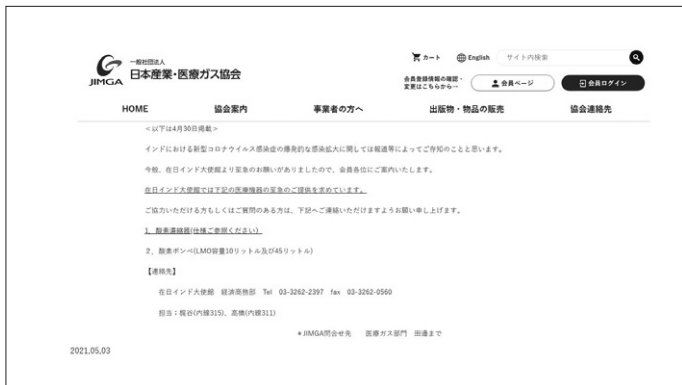 一般社団法人
日本産業・医療ガス協会
JIMGA
カート
English
サイト内検索
会員登録情報の確認・
変更はこちらから…
会員ページ
会員ログイン
HOME
協会案内
事業者の方へ
出版物・物品の販売
協会連絡先
＜以下は4月30日掲載＞
インドにおける新型コロナウイルス感染症の爆発的な感染拡大に関しては報道等によってご存知のことと思います。
今般、在日インド大使館より至急のお願いがありましたので、会員各位にご案内いたします。
在日インド大使館では下記の医療機器の至急のご提供を求めています。
ご協力いただける方もしくはご質問のある方は、下記へご連絡いただけますようお願い申し上げます。
1、酸素濃縮器(仕様ご参照ください)
2、酸素ボンベ(LMO容量10リットル及び45リットル)
【連絡先】
在日インド大使館　経済商務部　Tel　03-3262-2397　fax　03-3262-0560
担当：梶谷(内線315)、高橋(内線311)
＊JIMGA問合せ先　　医療ガス部門　田邊まで
2021.05.03